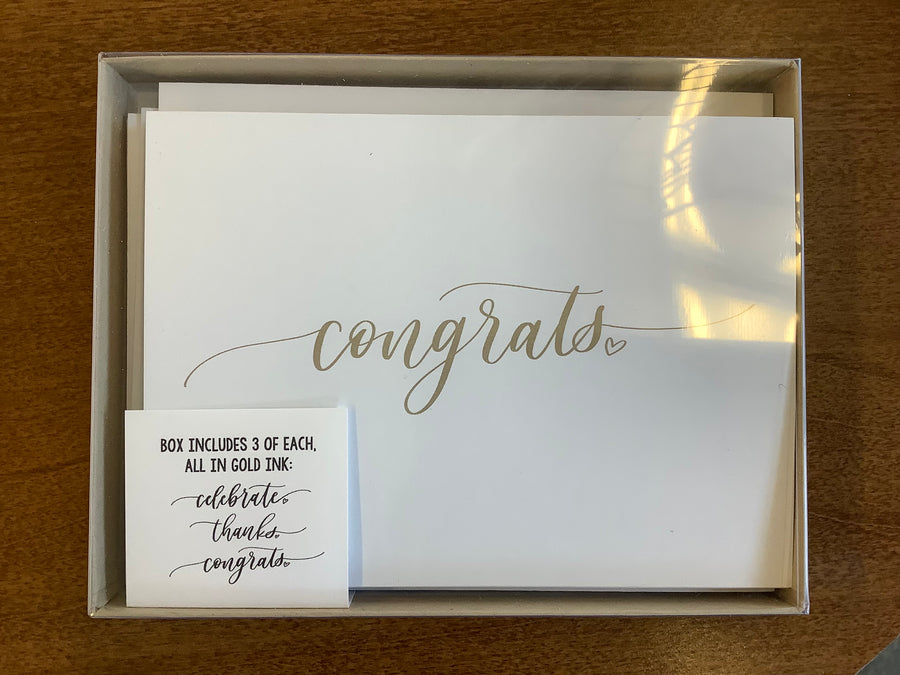 congrats
BOX INCLUDES 3 OF EACH,
ALL IN GOLD INK:
celebrate
thanks
congrats